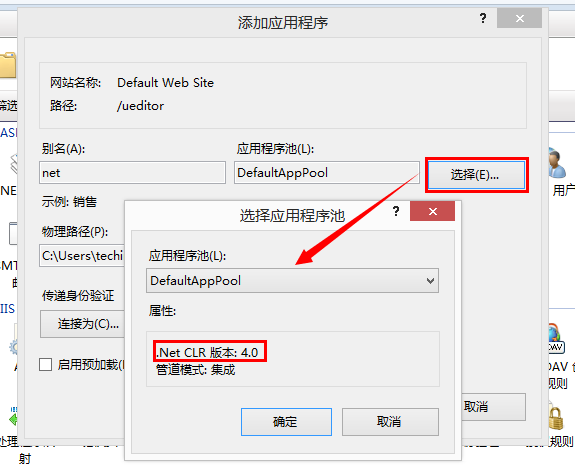 添加应用程序
?
网站名称: Default Web Site
路径: /ueditor
筛选
别名(A):
应用程序池(L):
net
DefaultAppPool
选择(E)...
示例: 销售
物理路径(P):
C:\Users\techi
传递身份验证
连接为(C)...
启用预加载(
选择应用程序池
?
应用程序池(L):
DefaultAppPool
属性:
.Net CLR 版本: 4.0
管道模式: 集成
确定
取消
取消
IIS
用户
处理
射
规则
规则